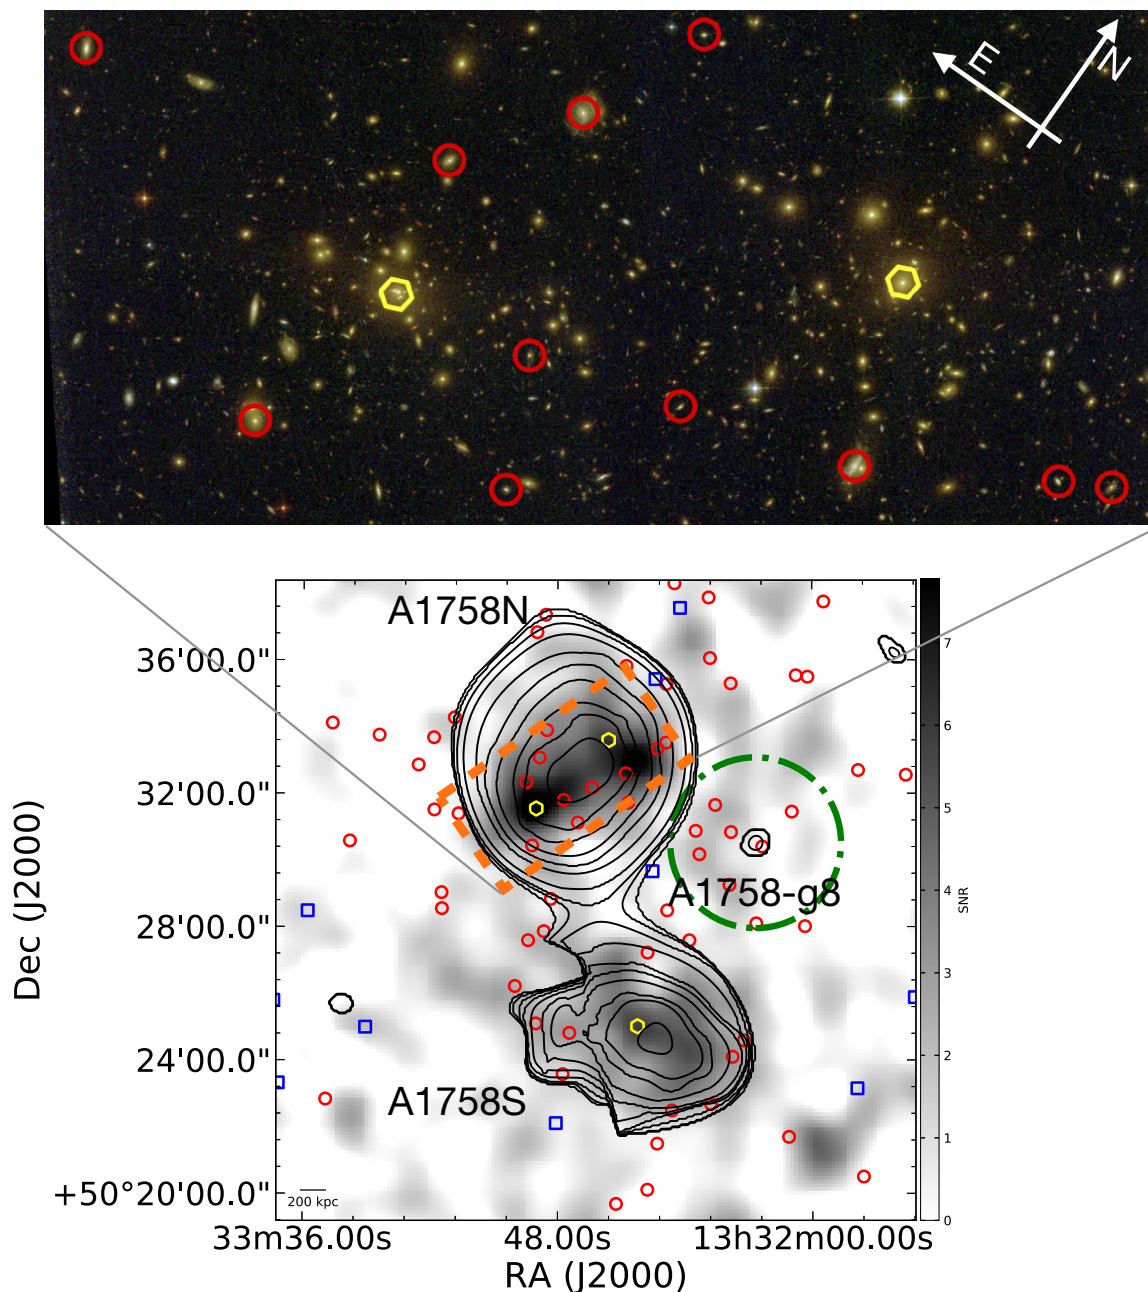 E
N
A1758N
A1758-g8
A1758S
36'00.0"
32'00.0"
28'00.0"
24'00.0"
+50°20'00.0"
Dec (J2000)
200 kpc
33m36.00s
48.00s
13h32m00.00s
RA (J2000)
7
6
5
4
3
2
1
0
SNR